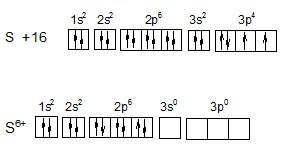 1s² 2s² 2p⁶ 3s² 3p⁴
S +16
1s² 2s² 2p⁶ 3s⁰ 3p⁰
S⁶⁺